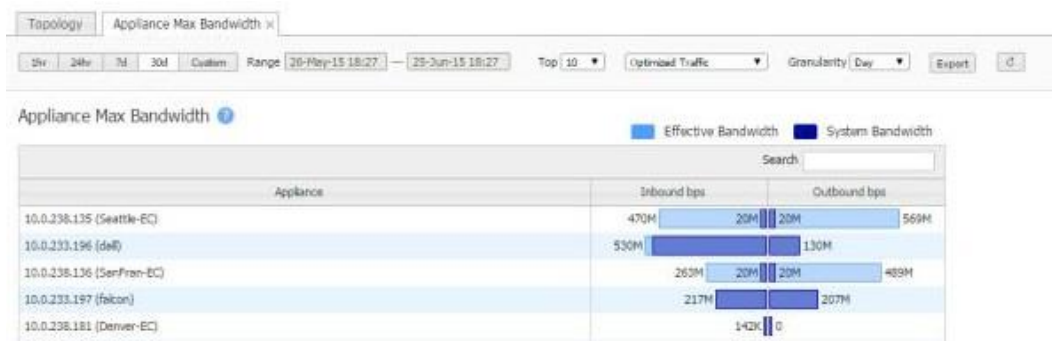 Topology Appliance Max Bandwidth ×
1hr 24hr 7d 30d Custom Range 26-May-15 18:27 — 25-Jun-15 18:27 Top 10 Optimized Traffic Granularity Day Export
Appliance Max Bandwidth ?
Effective Bandwidth System Bandwidth
Search
Appliance Inbound bps Outbound bps
10.0.238.135 (Seattle-EC) 470M 20M 20M 569M
10.0.233.196 (dell) 530M 130M
10.0.238.136 (SanFran-EC) 263M 20M 20M 489M
10.0.233.197 (falcon) 217M 207M
10.0.238.181 (Denver-EC) 142K 0